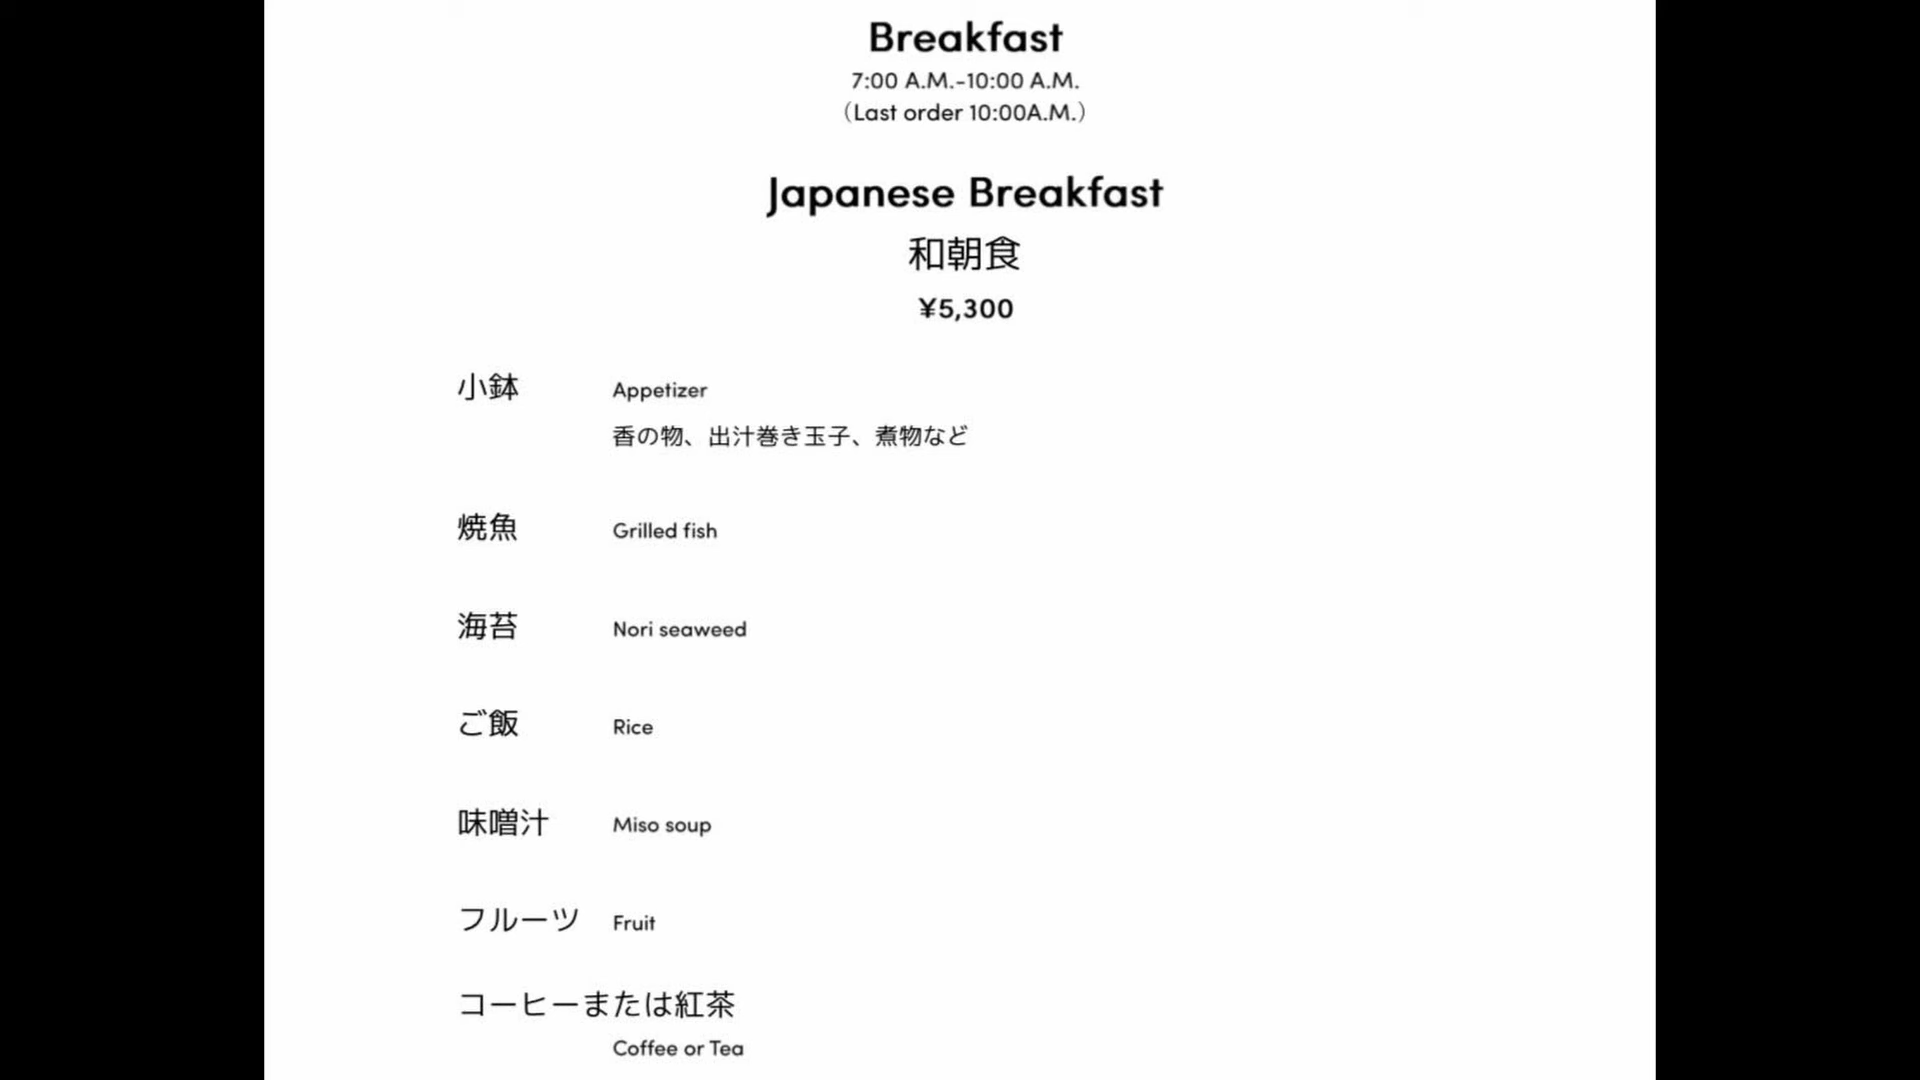 Breakfast
7:00 A.M.-10:00 A.M.
（Last order 10:00A.M.）
Japanese Breakfast
和朝食
¥5,300
小鉢 Appetizer
香の物、出汁巻き玉子、煮物など
焼魚 Grilled fish
海苔 Nori seaweed
ご飯 Rice
味噌汁 Miso soup
フルーツ Fruit
コーヒーまたは紅茶
Coffee or Tea